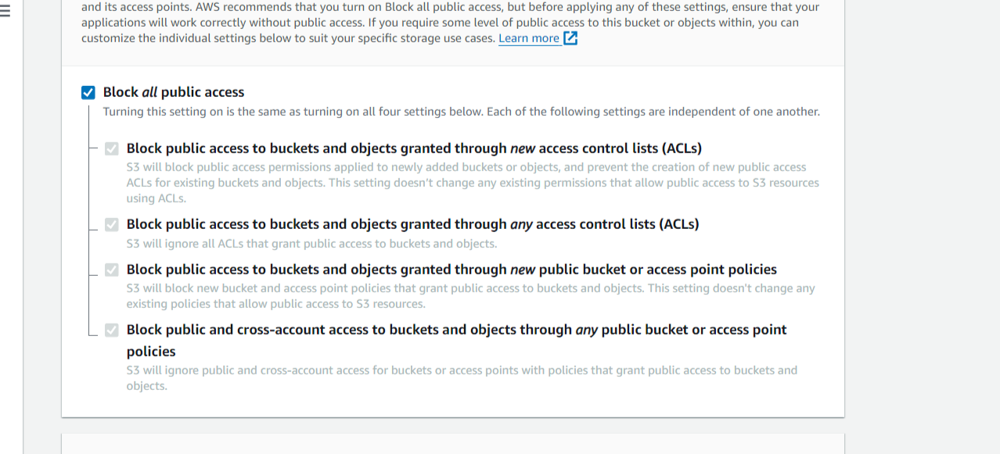 and its access points. AWS recommends that you turn on Block all public access, but before applying any of these settings, ensure that your
applications will work correctly without public access. If you require some level of public access to this bucket or objects within, you can
customize the individual settings below to suit your specific storage use cases. Learn more
Block all public access
Turning this setting on is the same as turning on all four settings below. Each of the following settings are independent of one another.
Block public access to buckets and objects granted through new access control lists (ACLs)
S3 will block public access permissions applied to newly added buckets or objects, and prevent the creation of new public access
ACLs for existing buckets and objects. This setting doesn't change any existing permissions that allow public access to S3 resources
using ACLs.
Block public access to buckets and objects granted through any access control lists (ACLs)
S3 will ignore all ACLs that grant public access to buckets and objects.
Block public access to buckets and objects granted through new public bucket or access point policies
S3 will block new bucket and access point policies that grant public access to buckets and objects. This setting doesn't change any
existing policies that allow public access to S3 resources.
Block public and cross-account access to buckets and objects through any public bucket or access point
policies
S3 will ignore public and cross-account access for buckets or access points with policies that grant public access to buckets and
objects.